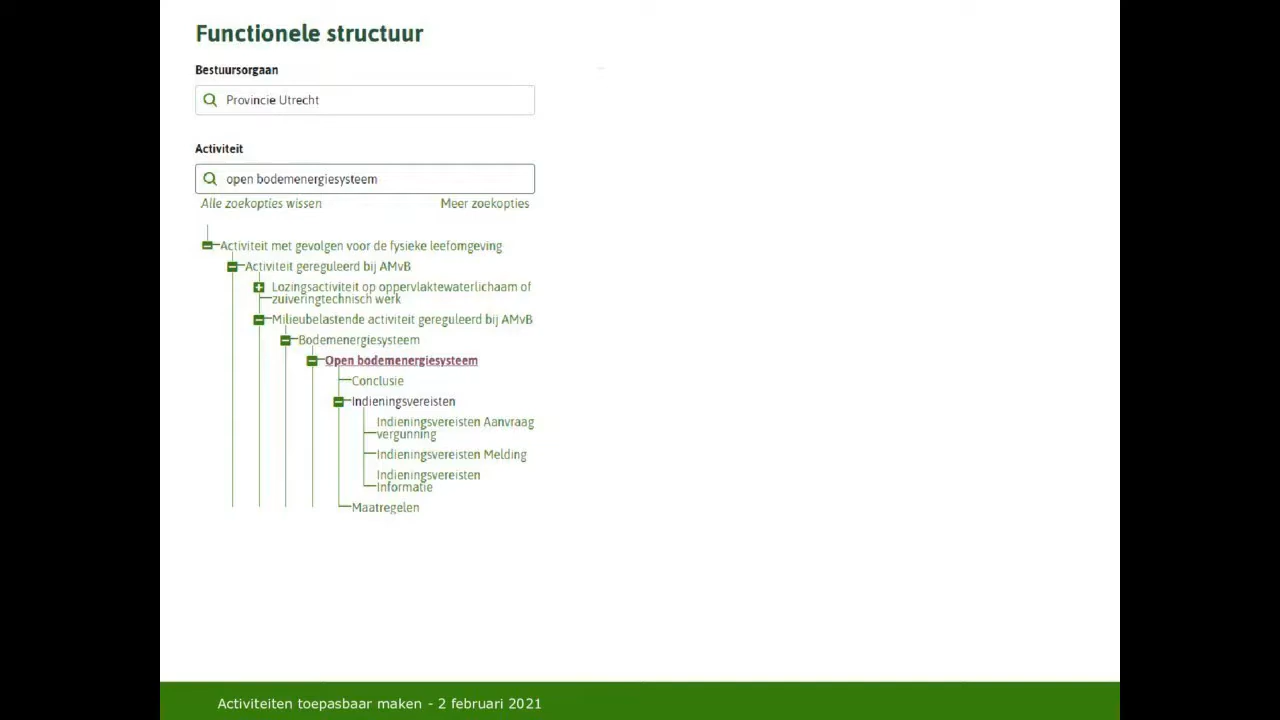 Functionele structuur
Bestuursorgaan
Provincie Utrecht
Activiteit
open bodemenergiesysteem
Alle zoekopties wissen Meer zoekopties
Activiteit met gevolgen voor de fysieke leefomgeving
Activiteit gereguleerd bij AMvB
Lozingsactiviteit op oppervlaktewaterlichaam of
zuiveringtechnisch werk
Milieubelastende activiteit gereguleerd bij AMvB
Bodemenergiesysteem
Open bodemenergiesysteem
Conclusie
Indieningsvereisten
Indieningsvereisten Aanvraag
vergunning
Indieningsvereisten Melding
Indieningsvereisten
Informatie
Maatregelen
Activiteiten toepasbaar maken - 2 februari 2021